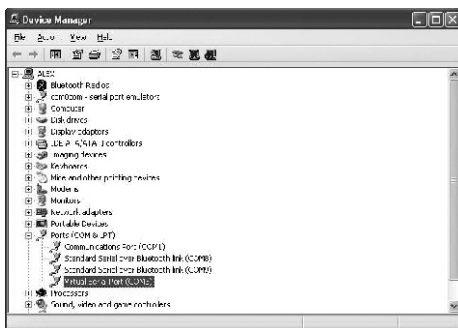 Device Manager
File Action View Help
ALEX
Bluetooth Radios
com0com - serial port emulators
Computer
Disk drives
Display adapters
IDE ATA/ATAPI controllers
Imaging devices
Keyboards
Mice and other pointing devices
Modems
Monitors
Network adapters
Portable Devices
Ports (COM & LPT)
Communications Port (COM1)
Standard Serial over Bluetooth link (COM8)
Standard Serial over Bluetooth link (COM9)
Virtual Serial Port
Processors
Sound, video and game controllers